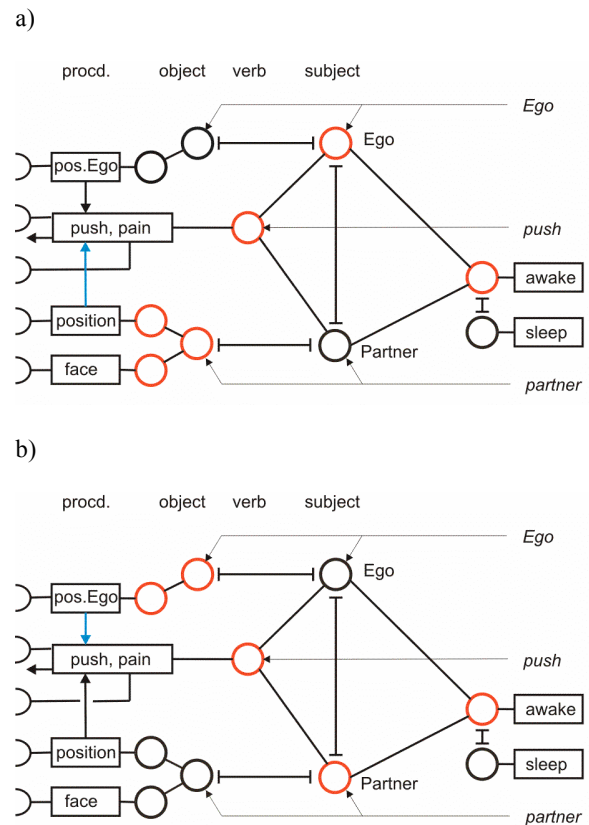 a)
procd. object verb subject
Ego
Ego
pos.Ego
push, pain
push
awake
position
sleep
Partner
face
partner
b)
procd. object verb subject
Ego
Ego
pos.Ego
push, pain
push
awake
position
sleep
Partner
face
partner